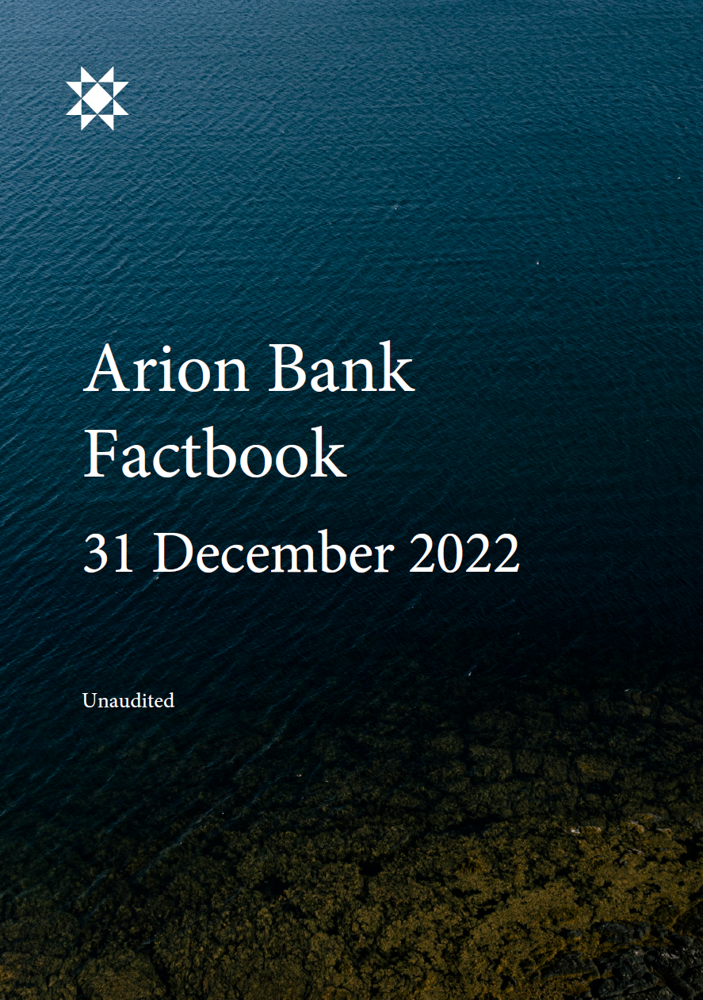 Arion Bank
Factbook
31 December 2022
Unaudited